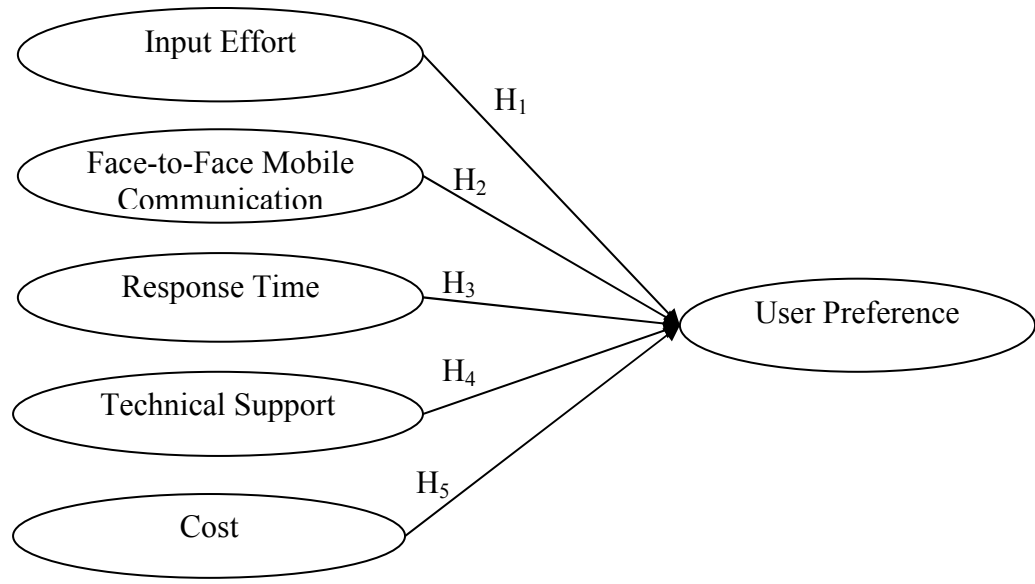 Input Effort
H₁
Face-to-Face Mobile
Communication
H₂
Response Time
H₃
User Preference
Technical Support
H₄
Cost
H₅